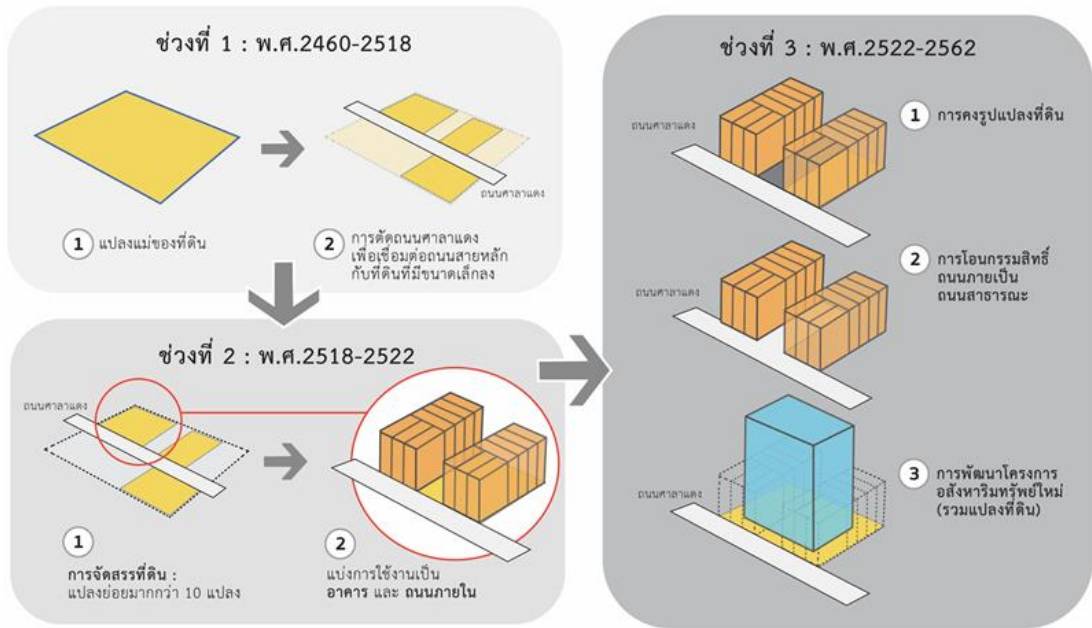 ช่วงที่ 1 : พ.ศ.2460-2518
1 แปลงแม่ของที่ดิน
ถนนศาลาแดง
2 การตัดถนนศาลาแดง
เพื่อเชื่อมต่อถนนสายหลัก
กับที่ดินที่มีขนาดเล็กลง
ช่วงที่ 2 : พ.ศ.2518-2522
ถนนศาลาแดง
1
การจัดสรรที่ดิน :
แปลงย่อยมากกว่า 10 แปลง
2
แบ่งการใช้งานเป็น
อาคาร และ ถนนภายใน
ช่วงที่ 3 : พ.ศ.2522-2562
ถนนศาลาแดง
1 การคงรูปแปลงที่ดิน
ถนนศาลาแดง
2 การโอนกรรมสิทธิ์
ถนนภายเป็น
ถนนสาธารณะ
ถนนศาลาแดง
3 การพัฒนาโครงการ
อสังหาริมทรัพย์ใหม่
(รวมแปลงที่ดิน)